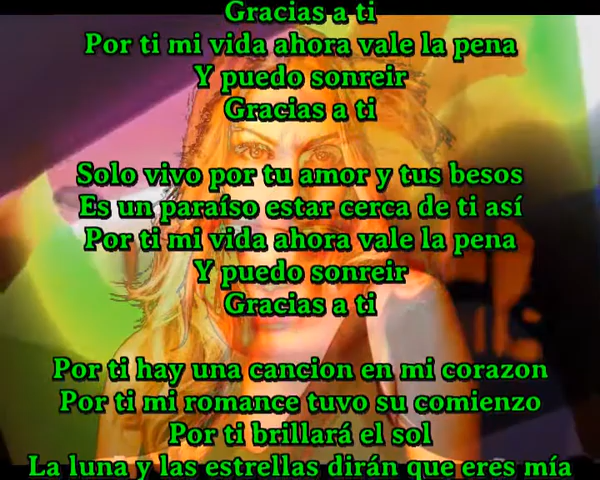 Gracias a ti
Por ti mi vida ahora vale la pena
Y puedo sonreir
Gracias a ti
Solo vivo por tu amor y tus besos
Es un paraíso estar cerca de ti así
Por ti mi vida ahora vale la pena
Y puedo sonreir
Gracias a ti
Por ti hay una cancion en mi corazon
Por ti mi romance tuvo su comienzo
Por ti brillará el sol
La luna y las estrellas dirán que eres mía